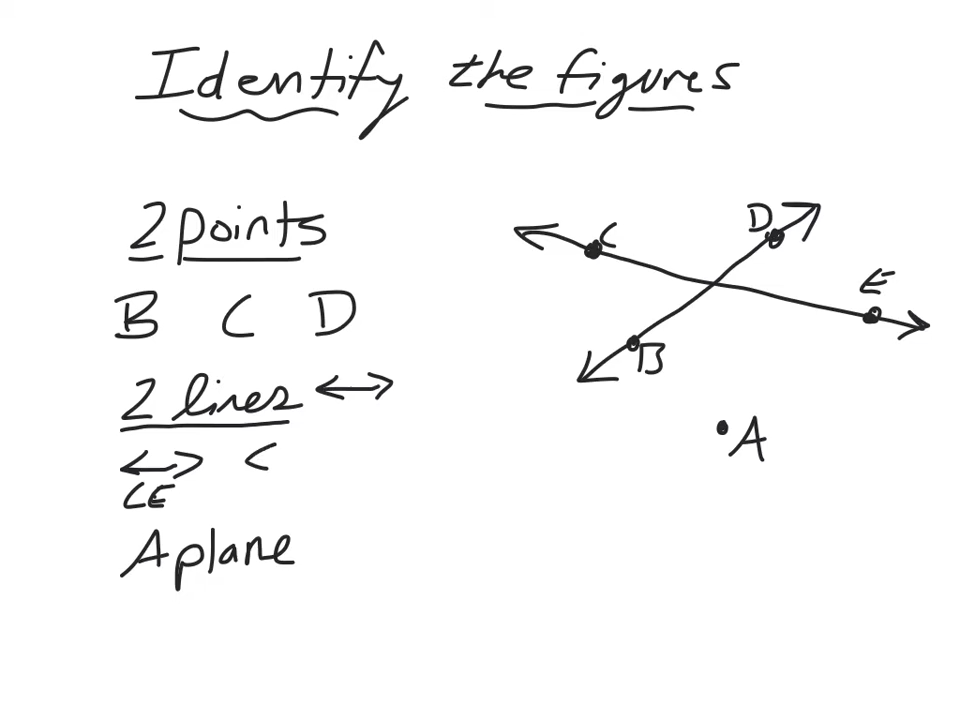 Identify the figures
2 points
B C D
2 lines ↔
↔ <
CE
A plane
C
D
E
B
A